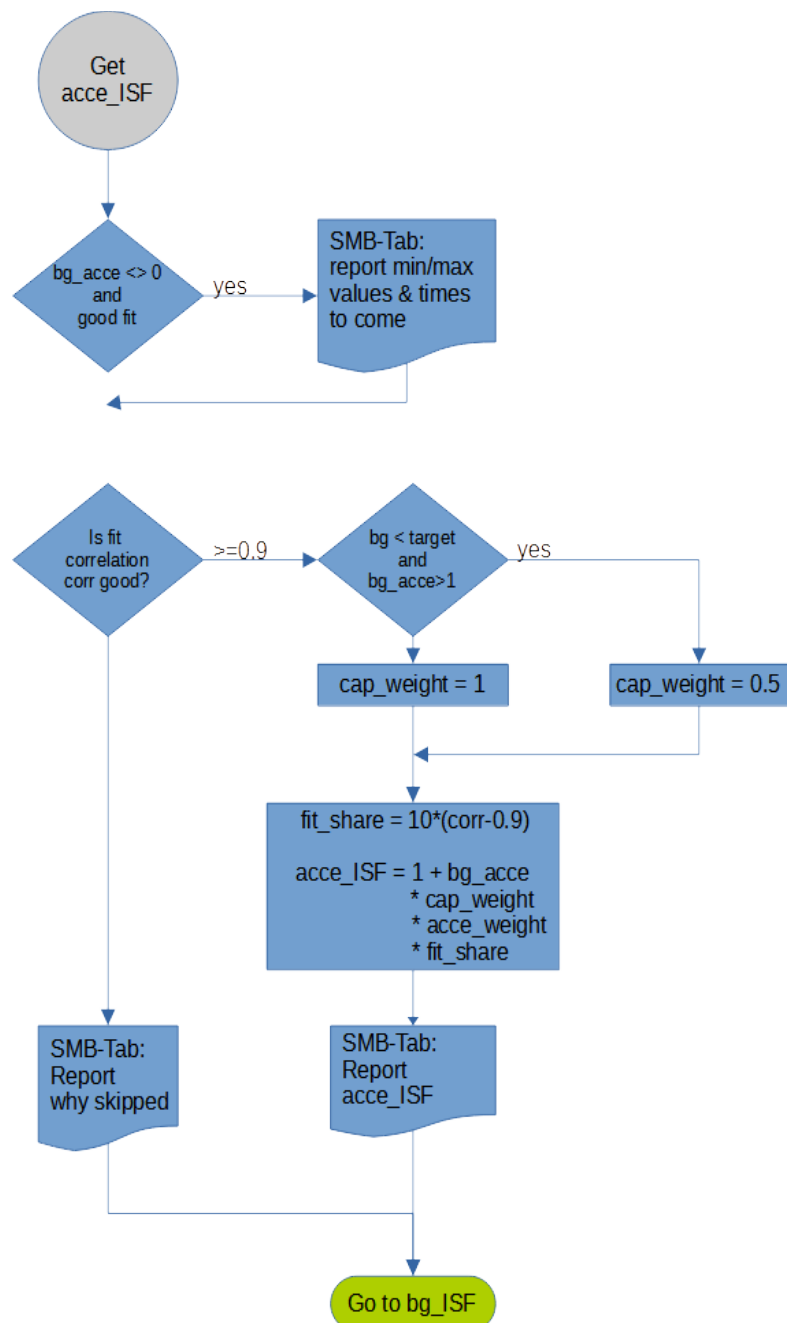 Get
acce_ISF
bg_acce <> 0
and
good fit
yes
SMB-Tab:
report min/max
values & times
to come
Is fit
correlation
corr good?
>=0.9
bg < target
and
bg_acce>1
yes
cap_weight = 1
cap_weight = 0.5
fit_share = 10*(corr-0.9)
acce_ISF = 1 + bg_acce
* cap_weight
* acce_weight
* fit_share
SMB-Tab:
Report
why skipped
SMB-Tab:
Report
acce_ISF
Go to bg_ISF